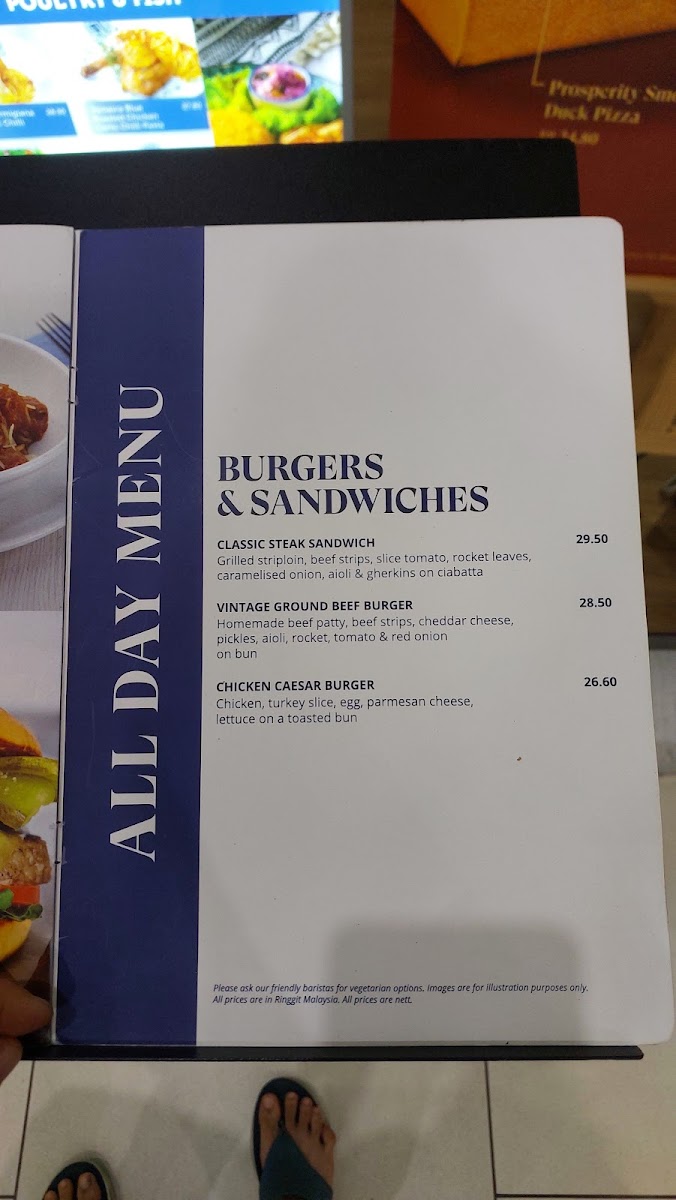 POULTRY & FISH
Prosperity
Duck Pizza
ALL DAY MENU
BURGERS
& SANDWICHES
CLASSIC STEAK SANDWICH 29.50
Grilled striploin, beef strips, slice tomato, rocket leaves,
caramelised onion, aioli & gherkins on ciabatta
VINTAGE GROUND BEEF BURGER 28.50
Homemade beef patty, beef strips, cheddar cheese,
pickles, aioli, rocket, tomato & red onion
on bun
CHICKEN CAESAR BURGER 26.60
Chicken, turkey slice, egg, parmesan cheese,
lettuce on a toasted bun
Please ask our friendly baristas for vegetarian options. Images are for illustration purposes only.
All prices are in Ringgit Malaysia. All prices are nett.